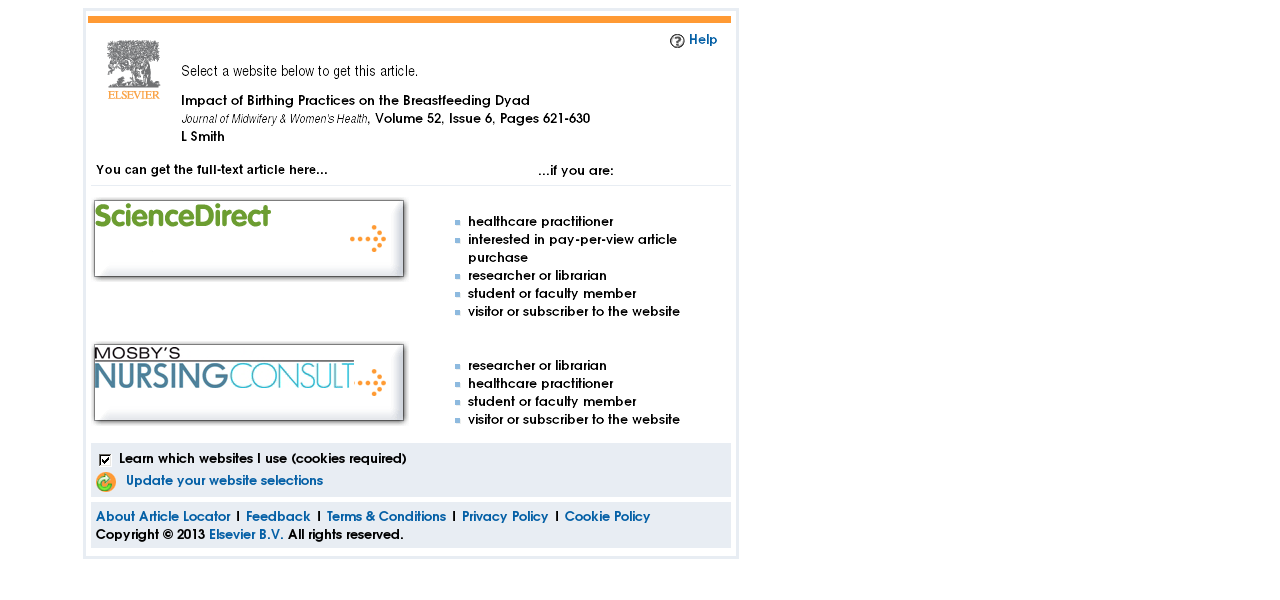 Help
ELSEVIER
Select a website below to get this article.
Impact of Birthing Practices on the Breastfeeding Dyad
Journal of Midwifery & Women's Health, Volume 52, Issue 6, Pages 621-630
L Smith
You can get the full-text article here... ...if you are:
ScienceDirect
healthcare practitioner
interested in pay-per-view article
purchase
researcher or librarian
student or faculty member
visitor or subscriber to the website
MOSBY'S
NURSINGCONSULT
researcher or librarian
healthcare practitioner
student or faculty member
visitor or subscriber to the website
Learn which websites I use (cookies required)
Update your website selections
About Article Locator | Feedback | Terms & Conditions | Privacy Policy | Cookie Policy
Copyright © 2013 Elsevier B.V. All rights reserved.